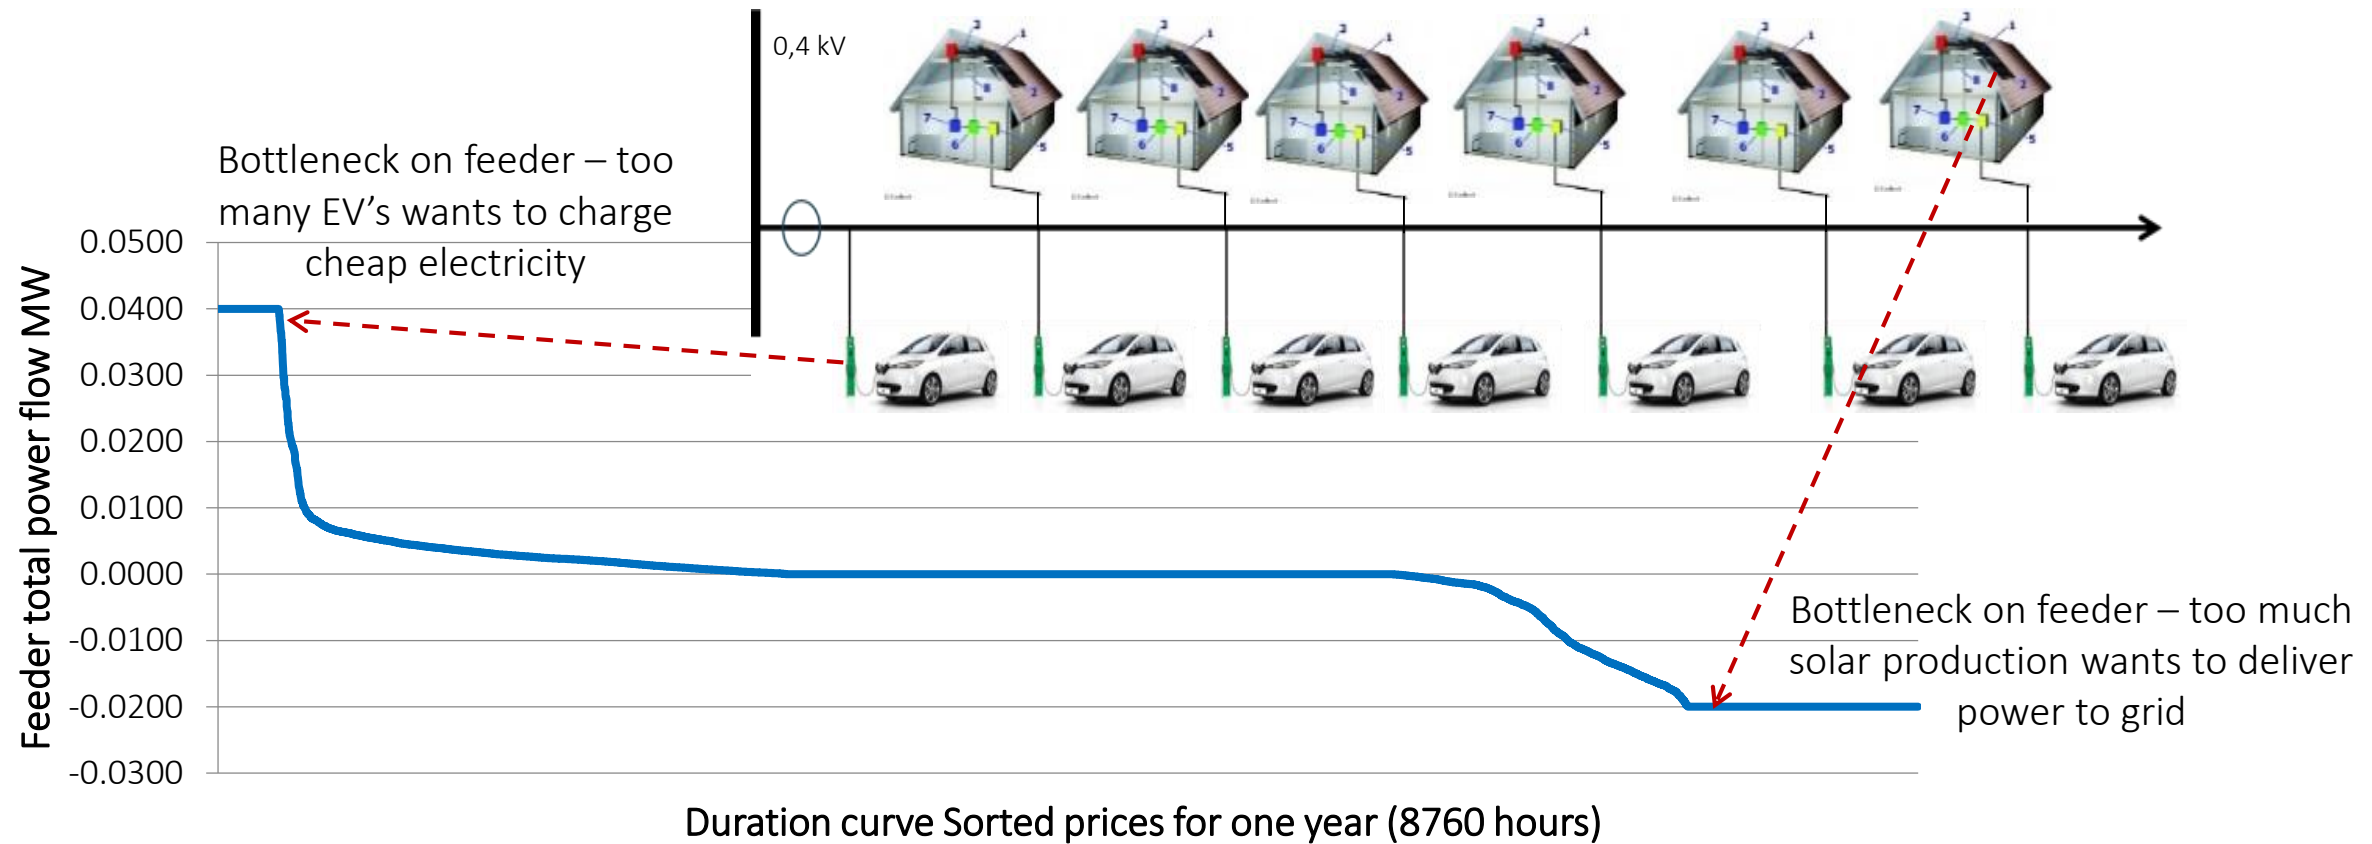 0,4 kV
Bottleneck on feeder – too
many EV's wants to charge
cheap electricity
Feeder total power flow MW
0.0500
0.0400
0.0300
0.0200
0.0100
0.0000
-0.0100
-0.0200
-0.0300
Bottleneck on feeder – too much
solar production wants to deliver
power to grid
Duration curve Sorted prices for one year (8760 hours)